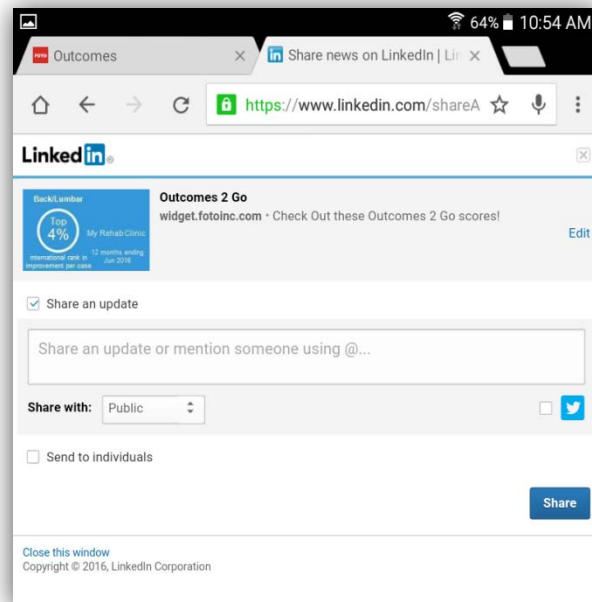 64% 10:54 AM
FOTO Outcomes
in Share news on LinkedIn | Lin
https://www.linkedin.com/shareA
Linked in ®
Back/Lumbar
Top
4%
My Rehab Clinic
international rank in
improvement per case
12 months ending
Jun 2016
Outcomes 2 Go
widget.fotoinc.com · Check Out these Outcomes 2 Go scores!
Edit
Share an update
Share an update or mention someone using @...
Share with: Public
Send to individuals
Share
Close this window
Copyright © 2016, LinkedIn Corporation